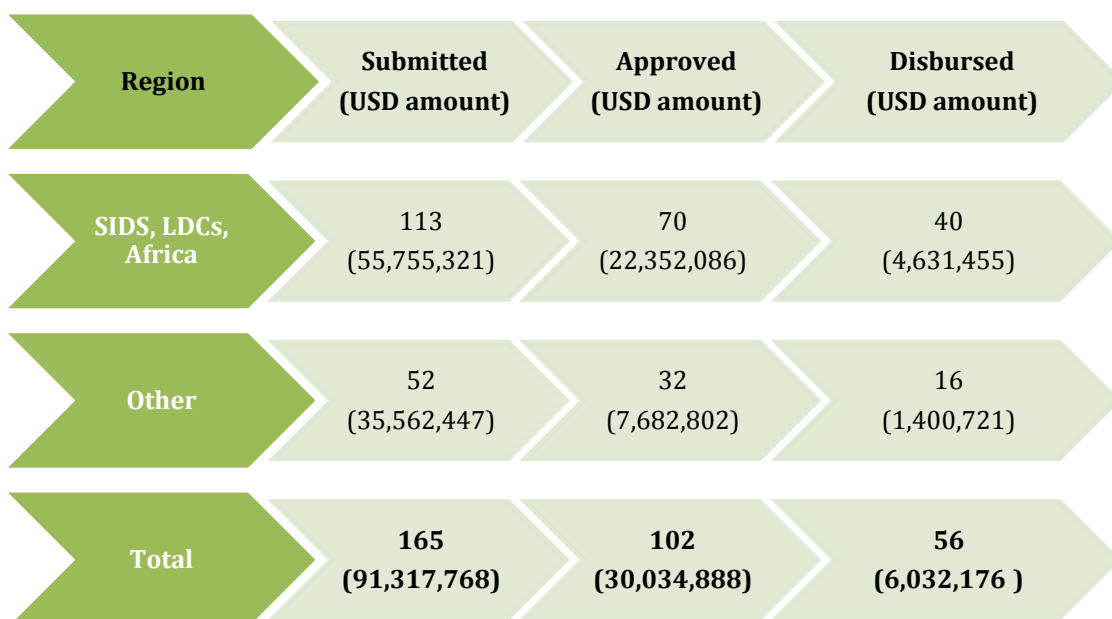 Region
Submitted
(USD amount)
Approved
(USD amount)
Disbursed
(USD amount)
SIDS, LDCs,
Africa
113
(55,755,321)
70
(22,352,086)
40
(4,631,455)
Other
52
(35,562,447)
32
(7,682,802)
16
(1,400,721)
Total
165
(91,317,768)
102
(30,034,888)
56
(6,032,176 )